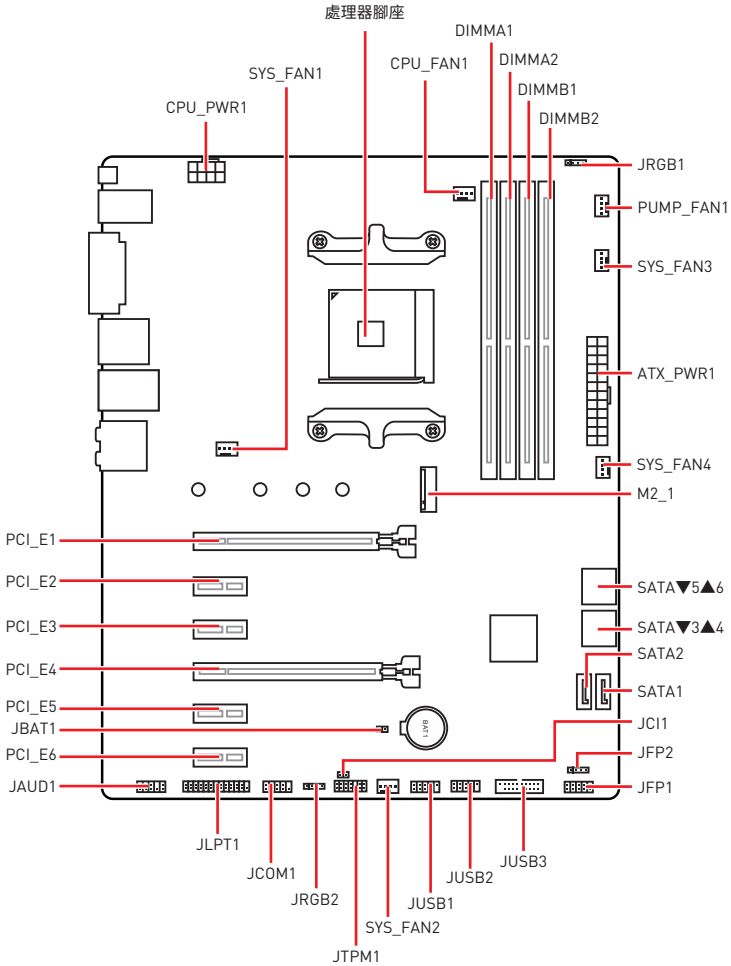 處理器腳座
DIMMA1
DIMMA2
CPU_FAN1
SYS_FAN1
DIMMB1
CPU_PWR1
DIMMB2
JRGB1
PUMP_FAN1
SYS_FAN3
ATX_PWR1
SYS_FAN4
M2_1
PCI_E1
PCI_E2
SATA▼5▲6
PCI_E3
SATA▼3▲4
SATA2
PCI_E4
SATA1
PCI_E5
JCI1
JBAT1
BAT1
PCI_E6
JFP2
JAUD1
JFP1
JLPT1
JCOM1
JRGB2
JTPM1
SYS_FAN2
JUSB1
JUSB2
JUSB3